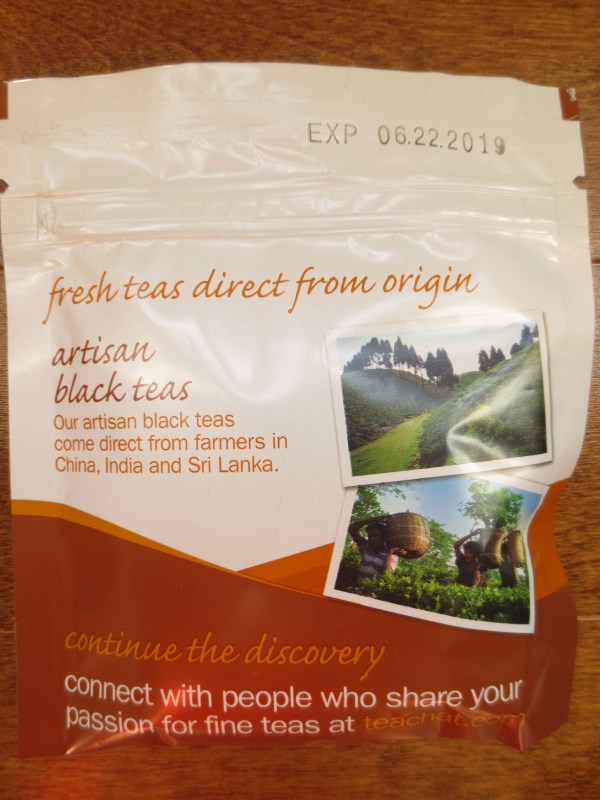 EXP 06.22.2019
fresh teas direct from origin
artisan
black teas
Our artisan black teas
come direct from farmers in
China, India and Sri Lanka.
continue the discovery
connect with people who share your
passion for fine teas at teachat.com